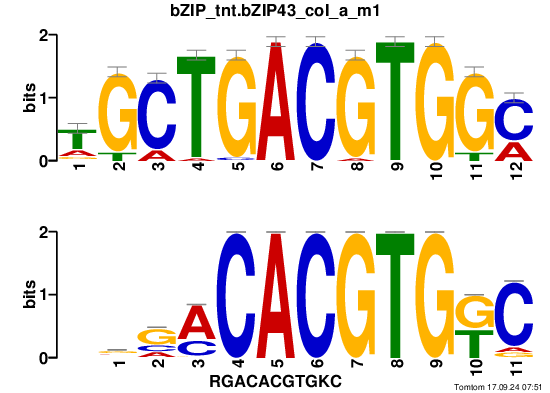 bZIP_tnt.bZIP43_col_a_m1
bits
2
1
0
TGCTGACGTGGC
1 2 3 4 5 6 7 8 9 10 11 12
bits
2
1
0
GACACGTGGC
1 2 3 4 5 6 7 8 9 10 11
RGACACGTGKC
Tomtom 17.09.24 07:51